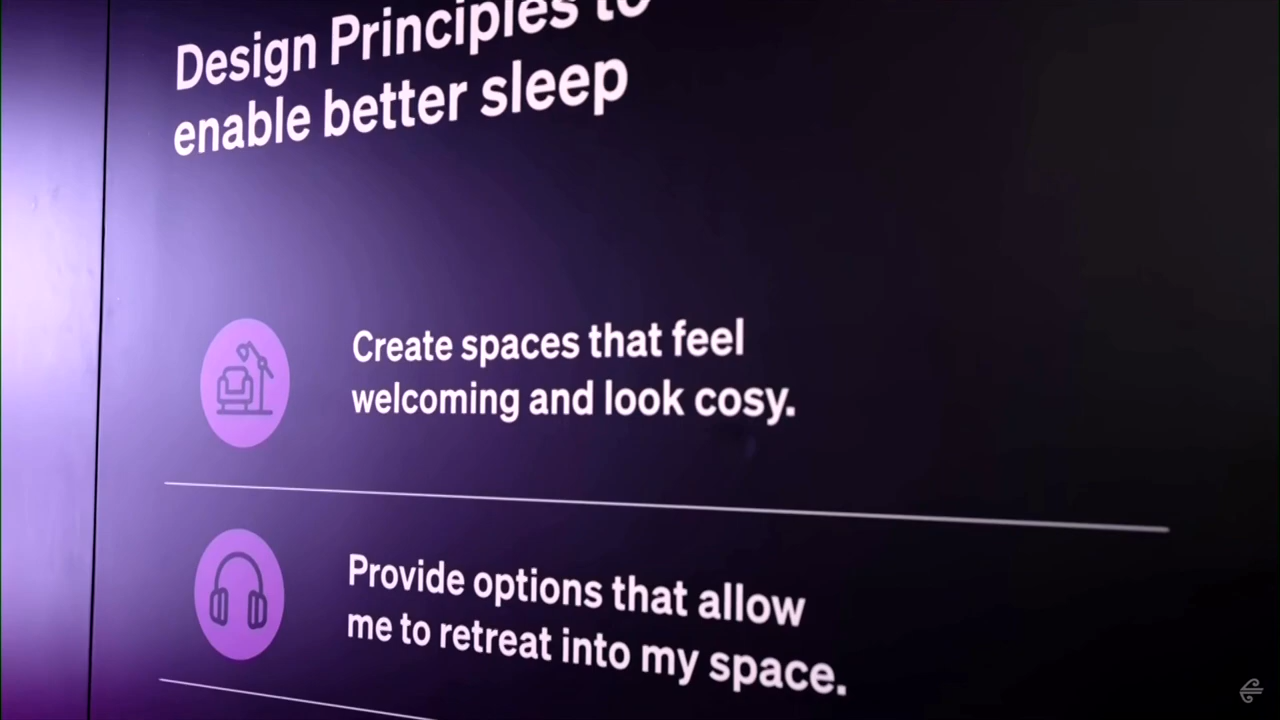 Design Principles to
enable better sleep
Create spaces that feel
welcoming and look cosy.
Provide options that allow
me to retreat into my space.